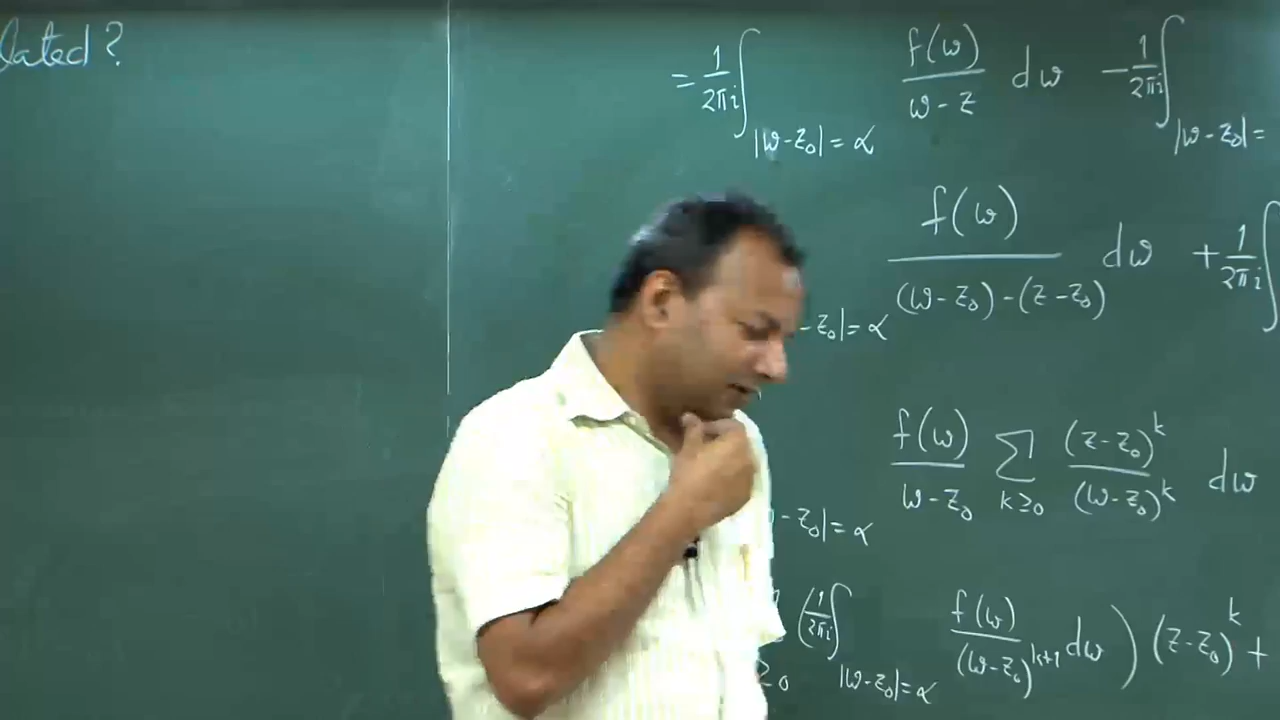 lated?
= 1/2πi ∫_{|w-z₀|=α} f(w)/(w-z) dw - 1/2πi ∫_{|w-z₀|=
-z₀|=α f(w)/((w-z₀)-(z-z₀)) dw + 1/2πi ∫
-z₀|=α f(w)/(w-z₀) Σ_{k≥0} (z-z₀)^k/(w-z₀)^k dw
≥0 (1/2πi ∫_{|w-z₀|=α} f(w)/(w-z₀)^{k+1} dw) (z-z₀)^k +